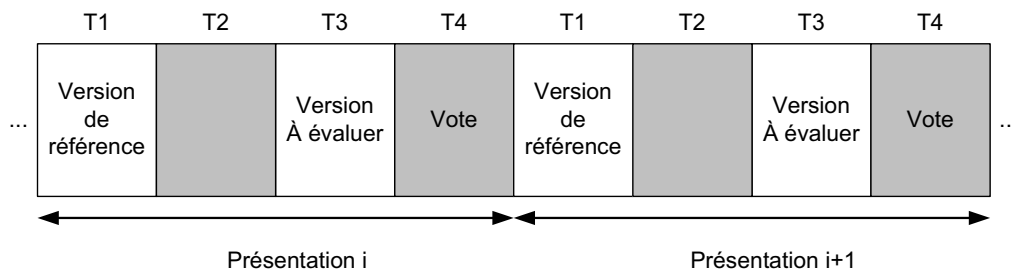 T1 T2 T3 T4 T1 T2 T3 T4
... Version de référence Version À évaluer Vote Version de référence Version À évaluer Vote ..
Présentation i Présentation i+1